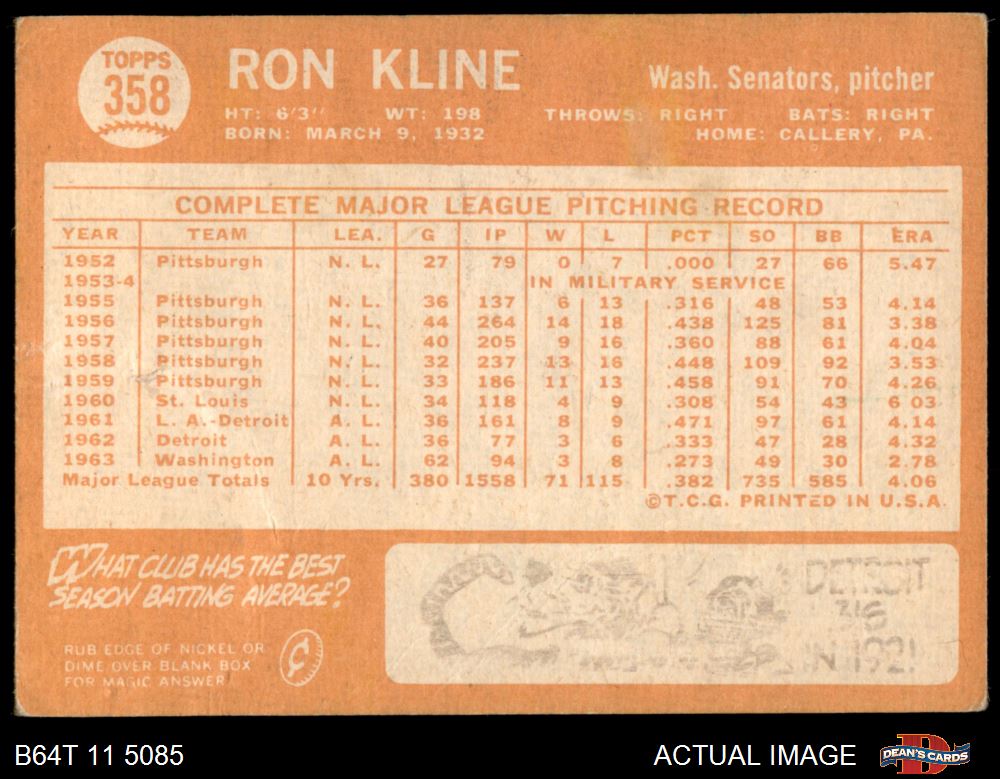 TOPPS
358
RON KLINE
Wash. Senators, pitcher
HT: 6'3" WT: 198 THROWS: RIGHT BATS: RIGHT
BORN: MARCH 9, 1932 HOME: CALLERY, PA.
COMPLETE MAJOR LEAGUE PITCHING RECORD
YEAR TEAM LEA. G IP W L PCT SO BB ERA
1952 Pittsburgh N. L. 27 79 0 7 .000 27 66 5.47
1953-4 IN MILITARY SERVICE
1955 Pittsburgh N. L. 36 137 6 13 .316 48 53 4.14
1956 Pittsburgh N. L. 44 264 14 18 .438 125 81 3.38
1957 Pittsburgh N. L. 40 205 9 16 .360 88 61 4.04
1958 Pittsburgh N. L. 32 237 13 16 .448 109 92 3.53
1959 Pittsburgh N. L. 33 186 11 13 .458 91 70 4.26
1960 St. Louis N. L. 34 118 4 9 .308 54 43 6 03
1961 L. A.-Detroit A. L. 36 161 8 9 .471 97 61 4.14
1962 Detroit A. L. 36 77 3 6 .333 47 28 4.32
1963 Washington A. L. 62 94 3 8 .273 49 30 2.78
Major League Totals 10 Yrs. 380 1558 71 115 .382 735 585 4.06
©T.C.G. PRINTED IN U.S.A.
WHAT CLUB HAS THE BEST
SEASON BATTING AVERAGE?
RUB EDGE OF NICKEL OR
DIME OVER BLANK BOX
FOR MAGIC ANSWER
¢
DETROIT
.316
IN 1921
B64T 11 5085
ACTUAL IMAGE
DEAN'S CARDS